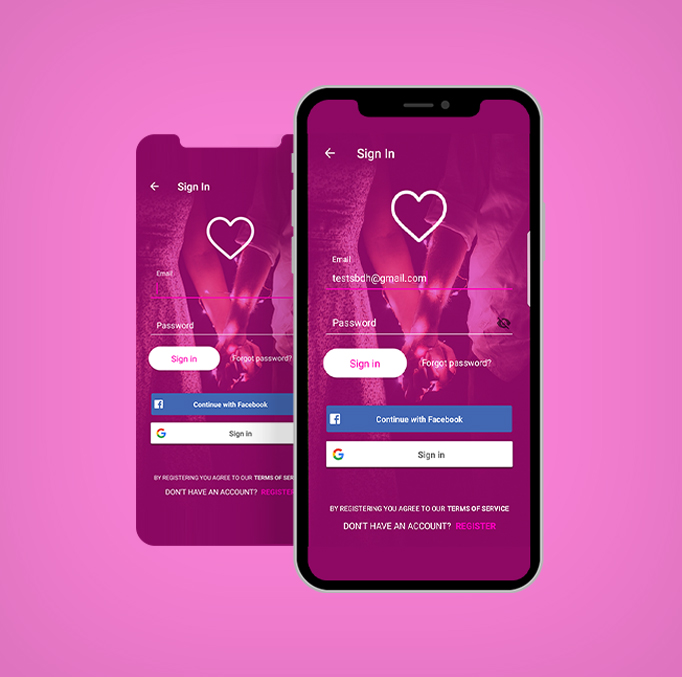 Sign In
Email
Password
Sign in Forgot password?
Continue with Facebook
Sign in
BY REGISTERING YOU AGREE TO OUR TERMS OF SER
DON'T HAVE AN ACCOUNT? REGISTER
Sign In
Email
testsbdh@gmail.com
Password
Sign in Forgot password?
Continue with Facebook
Sign in
BY REGISTERING YOU AGREE TO OUR TERMS OF SERVICE
DON'T HAVE AN ACCOUNT? REGISTER